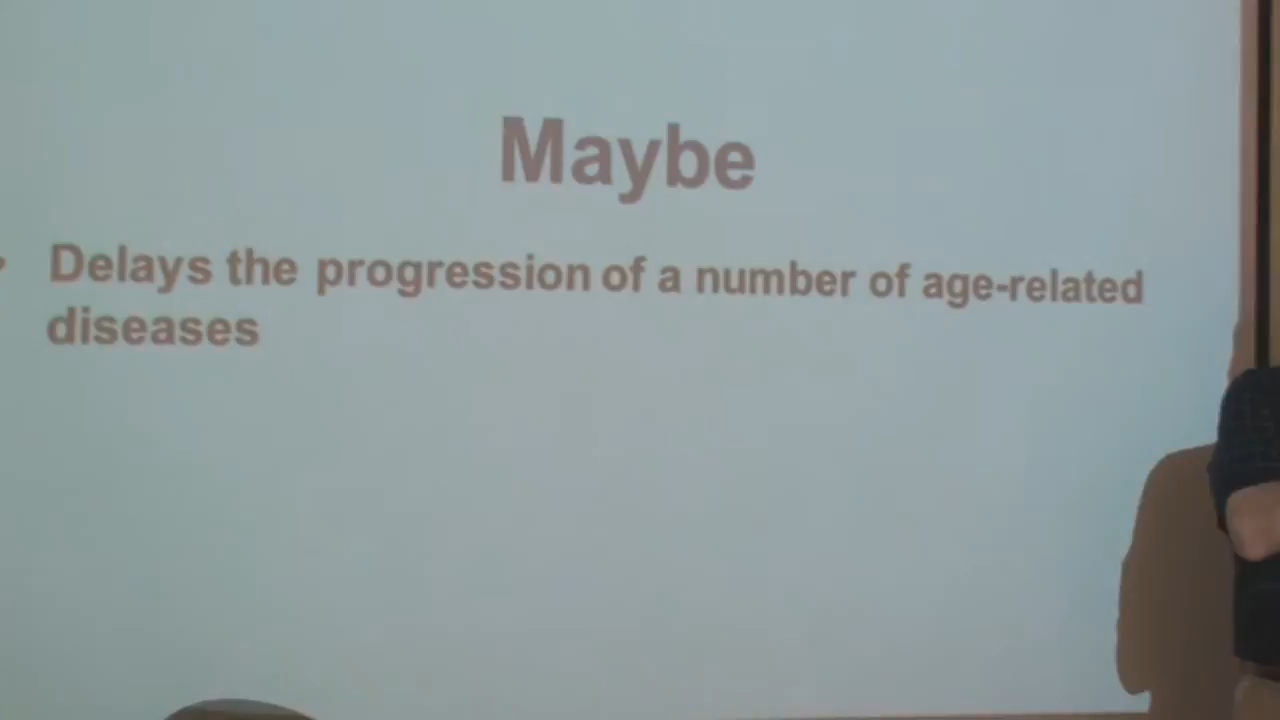 Maybe
Delays the progression of a number of age-related
diseases